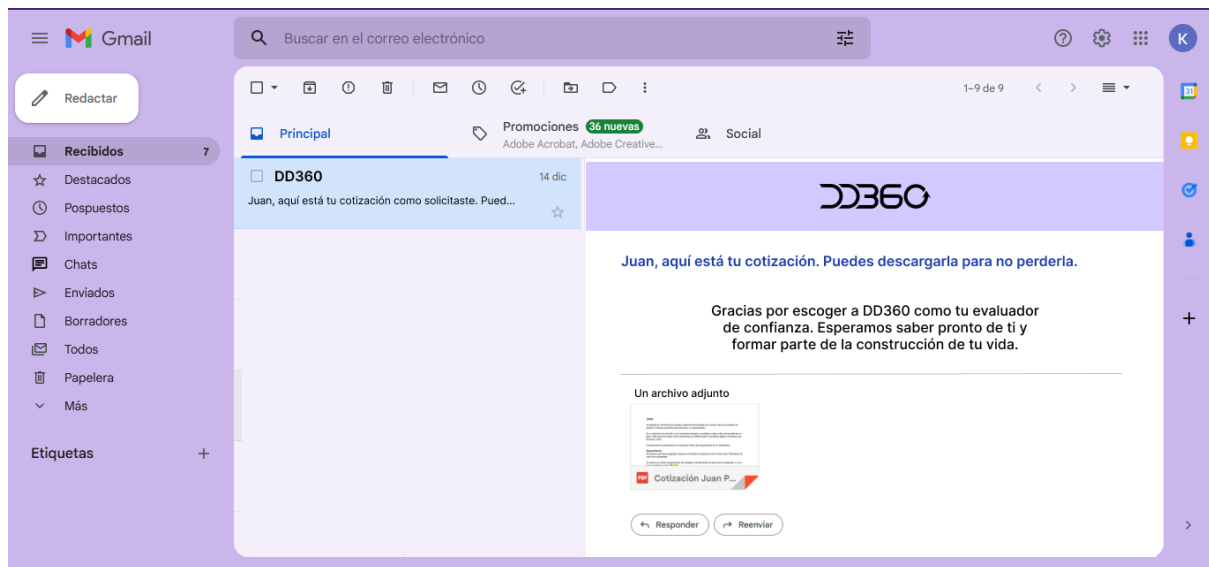 Gmail
Buscar en el correo electrónico
K
Redactar
1–9 de 9
31
Principal
Promociones 36 nuevas
Adobe Acrobat, Adobe Creative...
Social
Recibidos 7
Destacados
Pospuestos
Importantes
Chats
Enviados
Borradores
Todos
Papelera
Más
Etiquetas
DD360 14 dic
Juan, aquí está tu cotización como solicitaste. Pued...
DD360
Juan, aquí está tu cotización. Puedes descargarla para no perderla.
Gracias por escoger a DD360 como tu evaluador
de confianza. Esperamos saber pronto de ti y
formar parte de la construcción de tu vida.
Un archivo adjunto
PDF Cotización Juan P...
Responder Reenviar